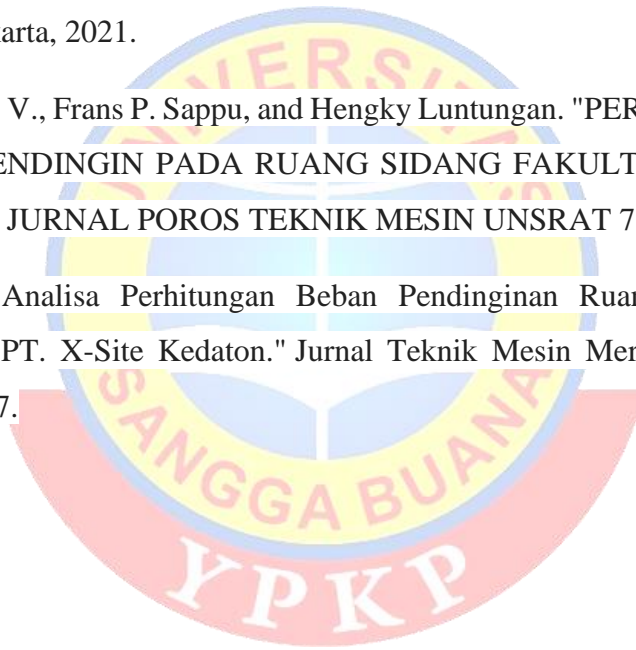 arta, 2021.
V., Frans P. Sappu, and Hengky Luntungan. "PER
ENDINGIN PADA RUANG SIDANG FAKULT
JURNAL POROS TEKNIK MESIN UNSRAT 7
Analisa Perhitungan Beban Pendinginan Ruar
PT. X-Site Kedaton." Jurnal Teknik Mesin Mer
7.
UNIVERSITAS
SANGGA BUANA
YPKP